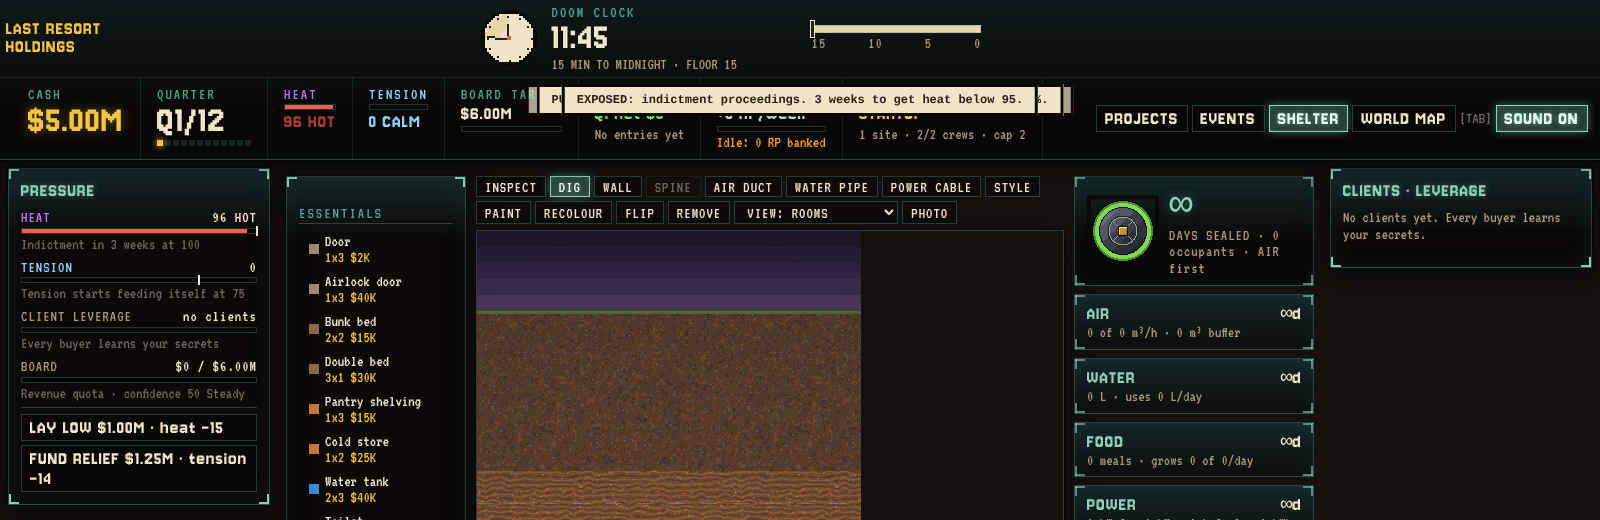 LAST RESORT
HOLDINGS
DOOM CLOCK
11:45
15 MIN TO MIDNIGHT · FLOOR 15
15 10 5 0
CASH
$5.00M
QUARTER
Q1/12
HEAT
96 HOT
TENSION
0 CALM
BOARD TAR
$6.00M
EXPOSED: indictment proceedings. 3 weeks to get heat below 95.
No entries yet
Idle: 0 RP banked
1 site · 2/2 crews · cap 2
PROJECTS
EVENTS
SHELTER
WORLD MAP
[TAB]
SOUND ON
PRESSURE
HEAT 96 HOT
Indictment in 3 weeks at 100
TENSION 0
Tension starts feeding itself at 75
CLIENT LEVERAGE no clients
Every buyer learns your secrets
BOARD $0 / $6.00M
Revenue quota · confidence 50 Steady
LAY LOW $1.00M · heat −15
FUND RELIEF $1.25M · tension
−14
ESSENTIALS
Door
1x3 $2K
Airlock door
1x3 $40K
Bunk bed
2x2 $15K
Double bed
3x1 $30K
Pantry shelving
1x3 $15K
Cold store
1x2 $25K
Water tank
2x3 $40K
INSPECT DIG WALL SPINE AIR DUCT WATER PIPE POWER CABLE STYLE
PAINT RECOLOUR FLIP REMOVE VIEW: ROOMS PHOTO
∞
DAYS SEALED · 0
occupants · AIR
first
AIR ∞d
0 of 0 m³/h · 0 m³ buffer
WATER ∞d
0 L · uses 0 L/day
FOOD ∞d
0 meals · grows 0 of 0/day
POWER ∞d
CLIENTS · LEVERAGE
No clients yet. Every buyer learns
your secrets.